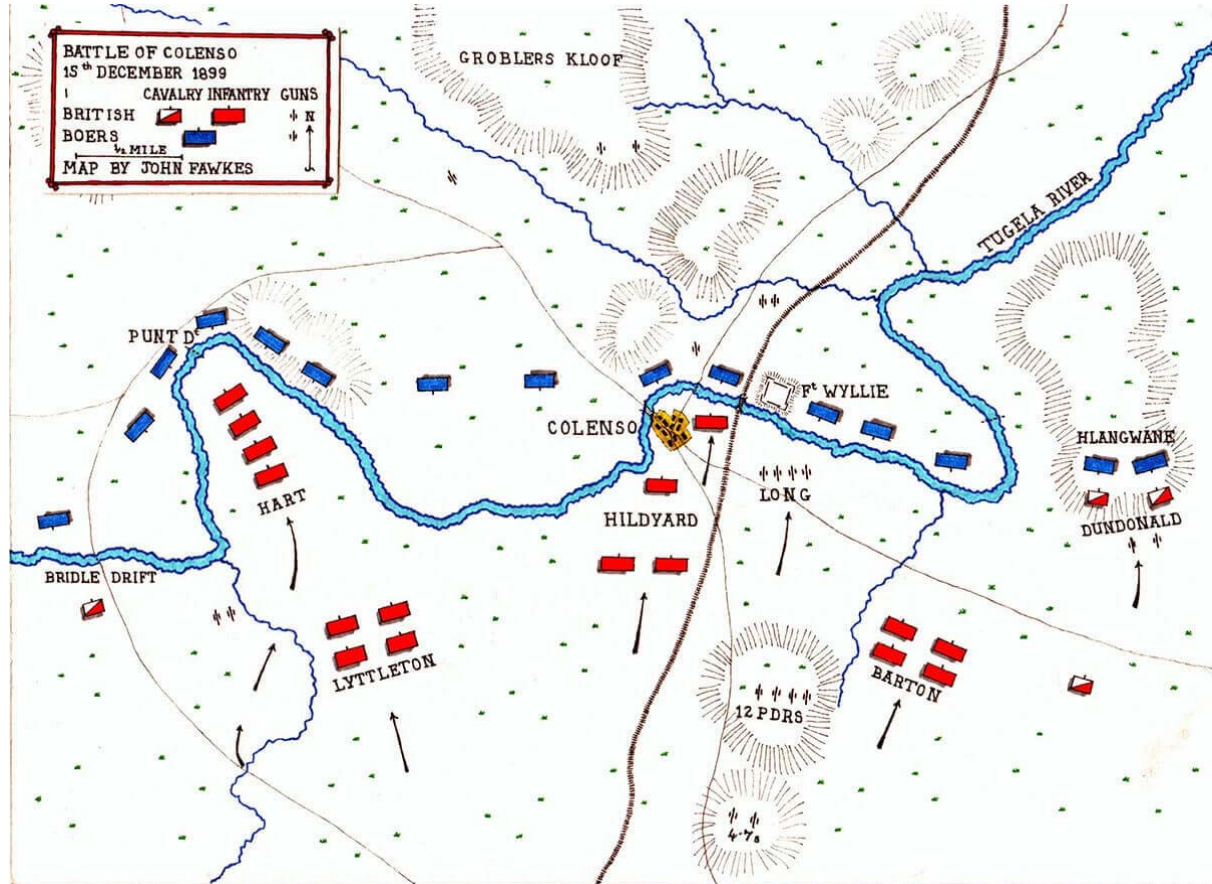 BATTLE OF COLENSO
15th DECEMBER 1899
CAVALRY INFANTRY GUNS
BRITISH
N
BOERS
½ MILE
MAP BY JOHN FAWKES
S
GROBLERS KLOOF
TUGELA RIVER
PUNT Dt
Ft WYLLIE
COLENSO
HLANGWANE
LONG
HART
HILDYARD
DUNDONALD
BRIDLE DRIFT
LYTTLETON
BARTON
12 PDRS
4·7s